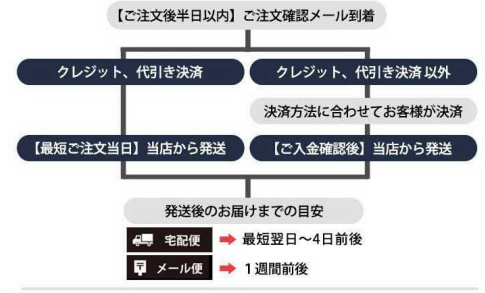 【ご注文後半日以内】ご注文確認メール到着
クレジット、代引き決済
クレジット、代引き決済以外
決済方法に合わせてお客様が決済
【最短ご注文当日】当店から発送
【ご入金確認後】当店から発送
発送後のお届けまでの目安
宅配便 ➡ 最短翌日〜4日前後
メール便 ➡ 1週間前後